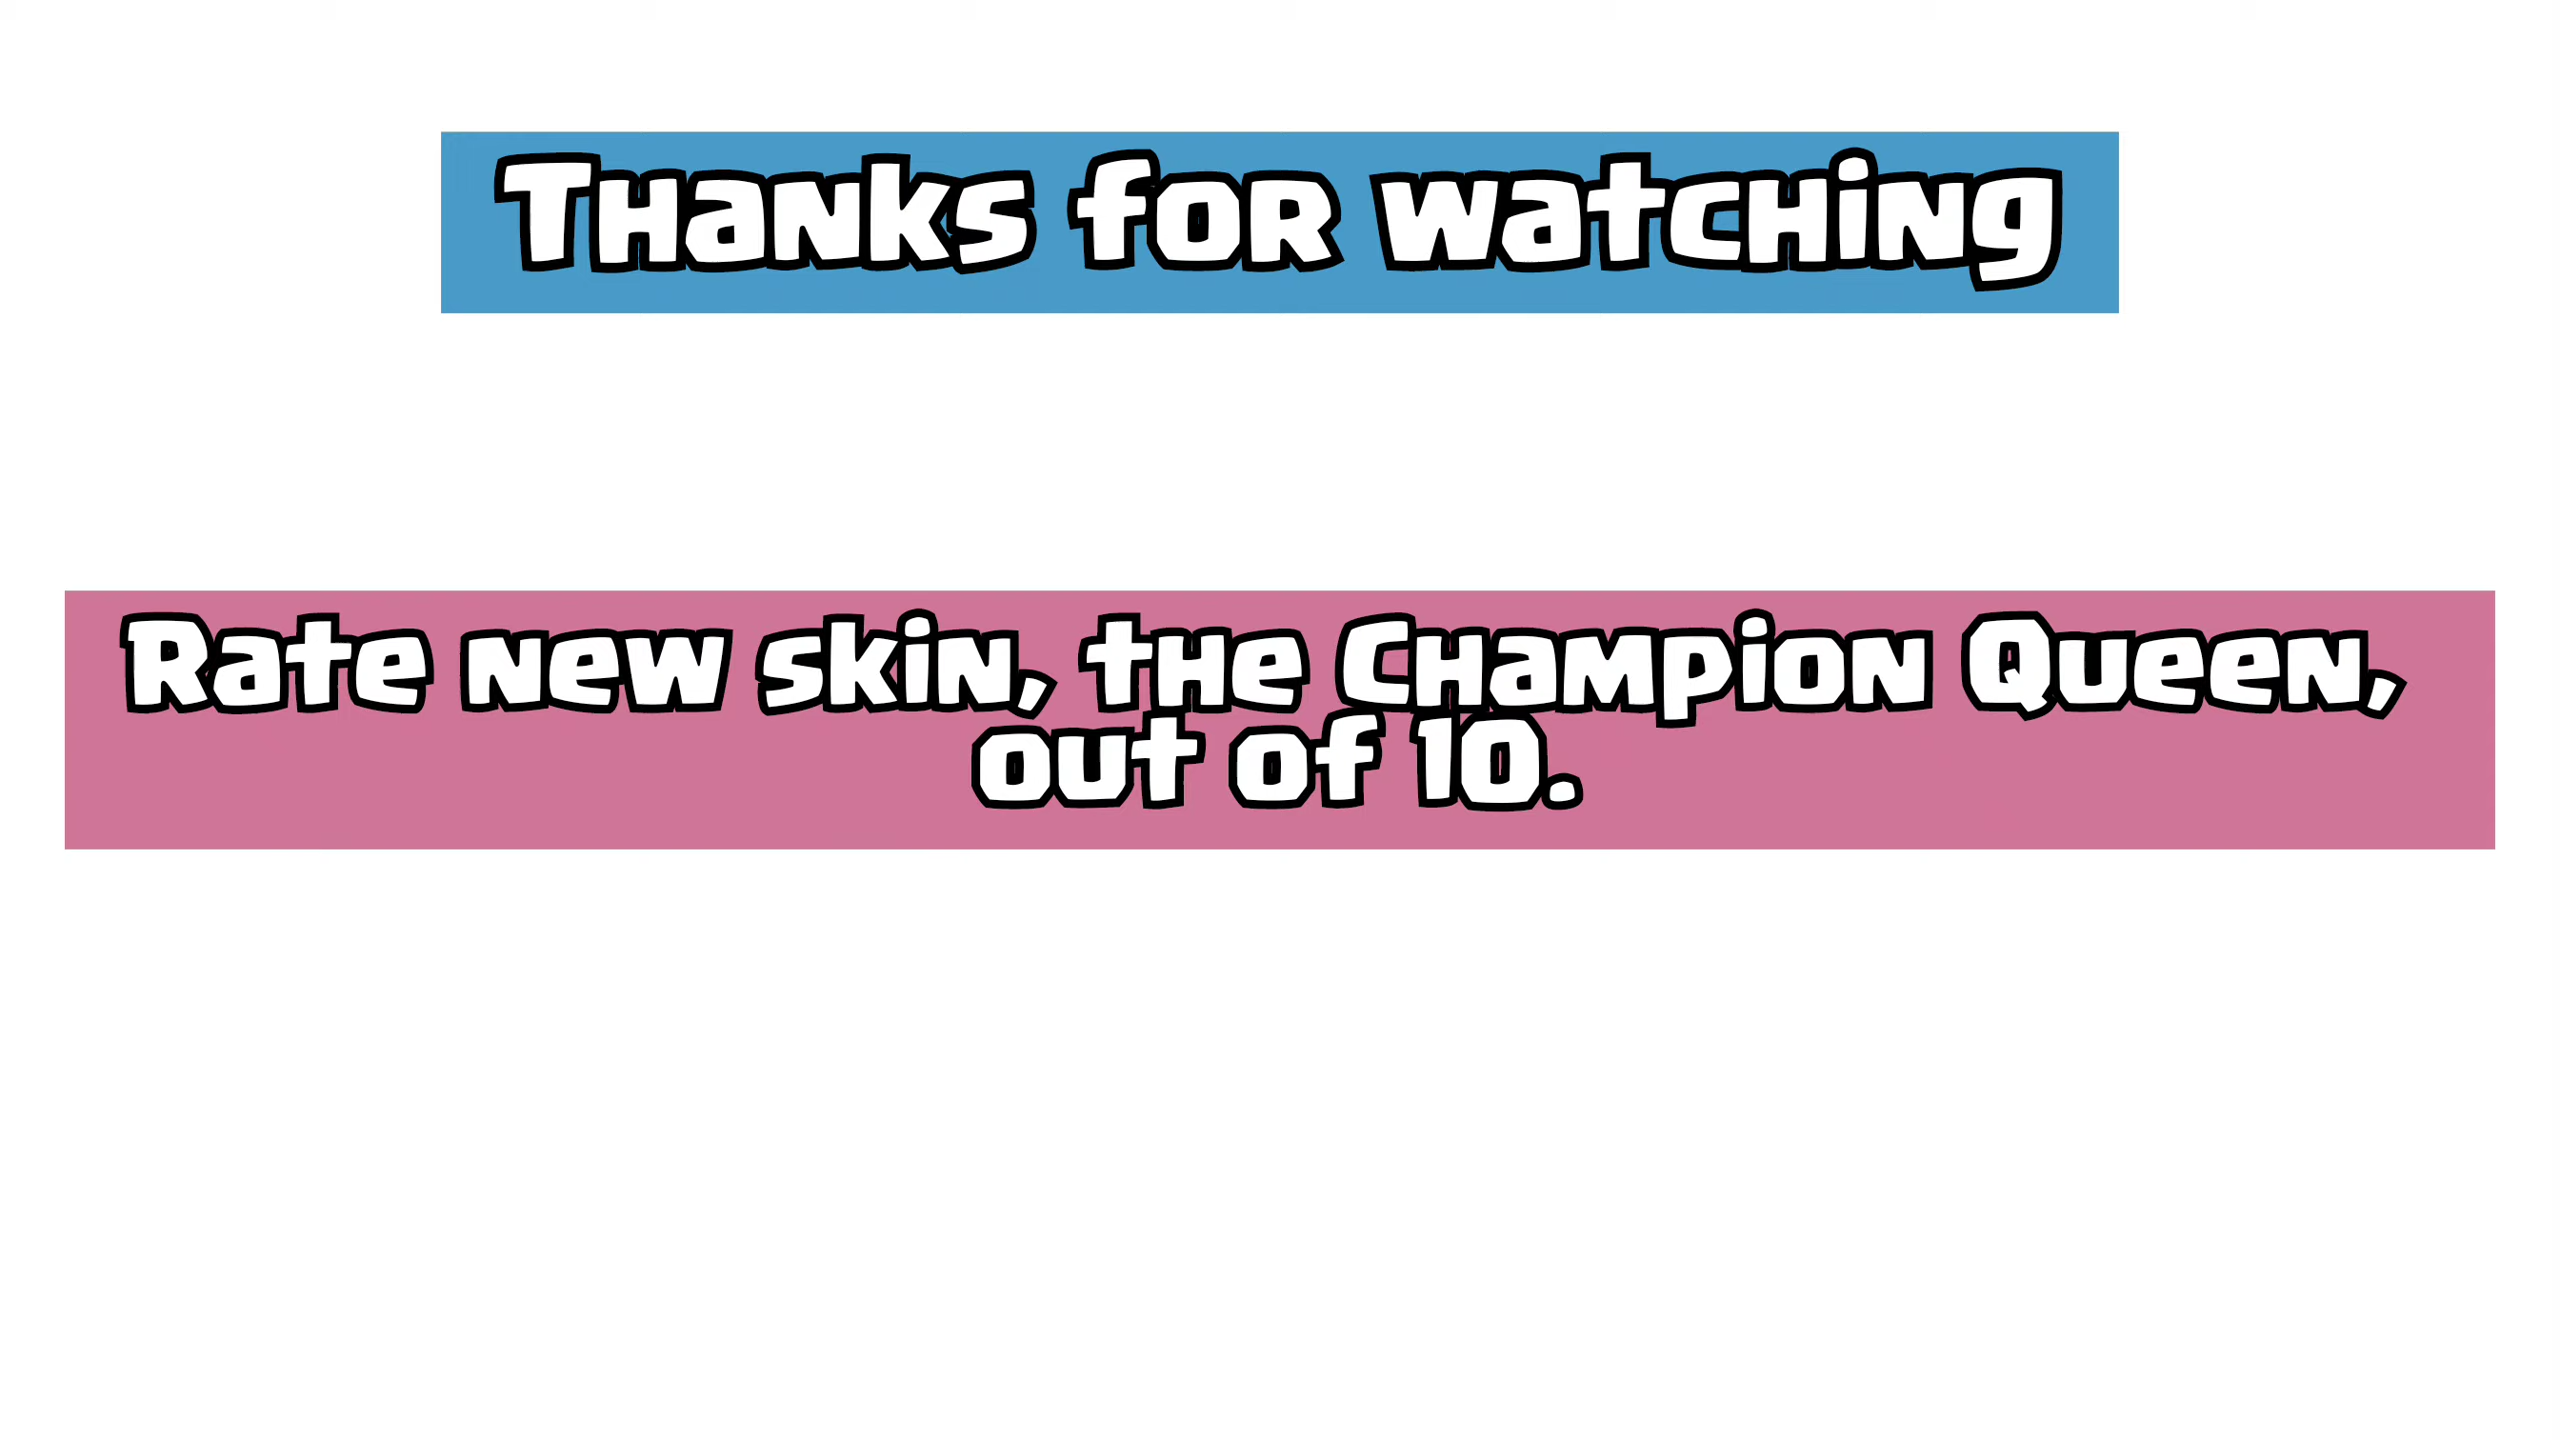 Thanks for watching
Rate new skin, the Champion Queen,
out of 10.